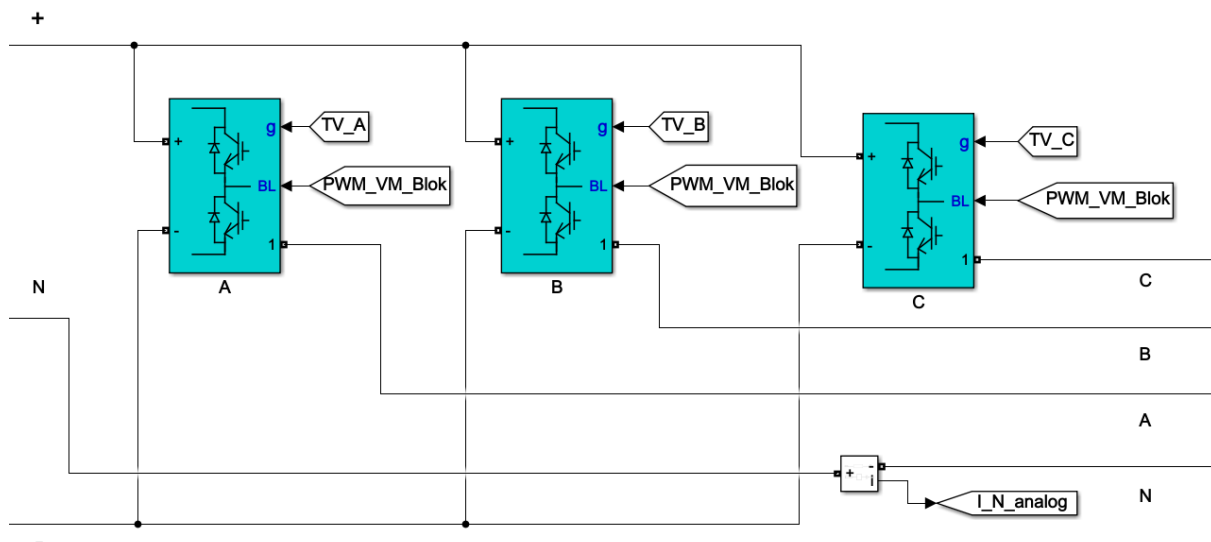 +
g
TV_A
+
BL
PWM_VM_Blok
-
1
A
g
TV_B
+
BL
PWM_VM_Blok
-
1
B
g
TV_C
+
BL
PWM_VM_Blok
-
1
C
N
C
B
A
+
-
i
N
I_N_analog